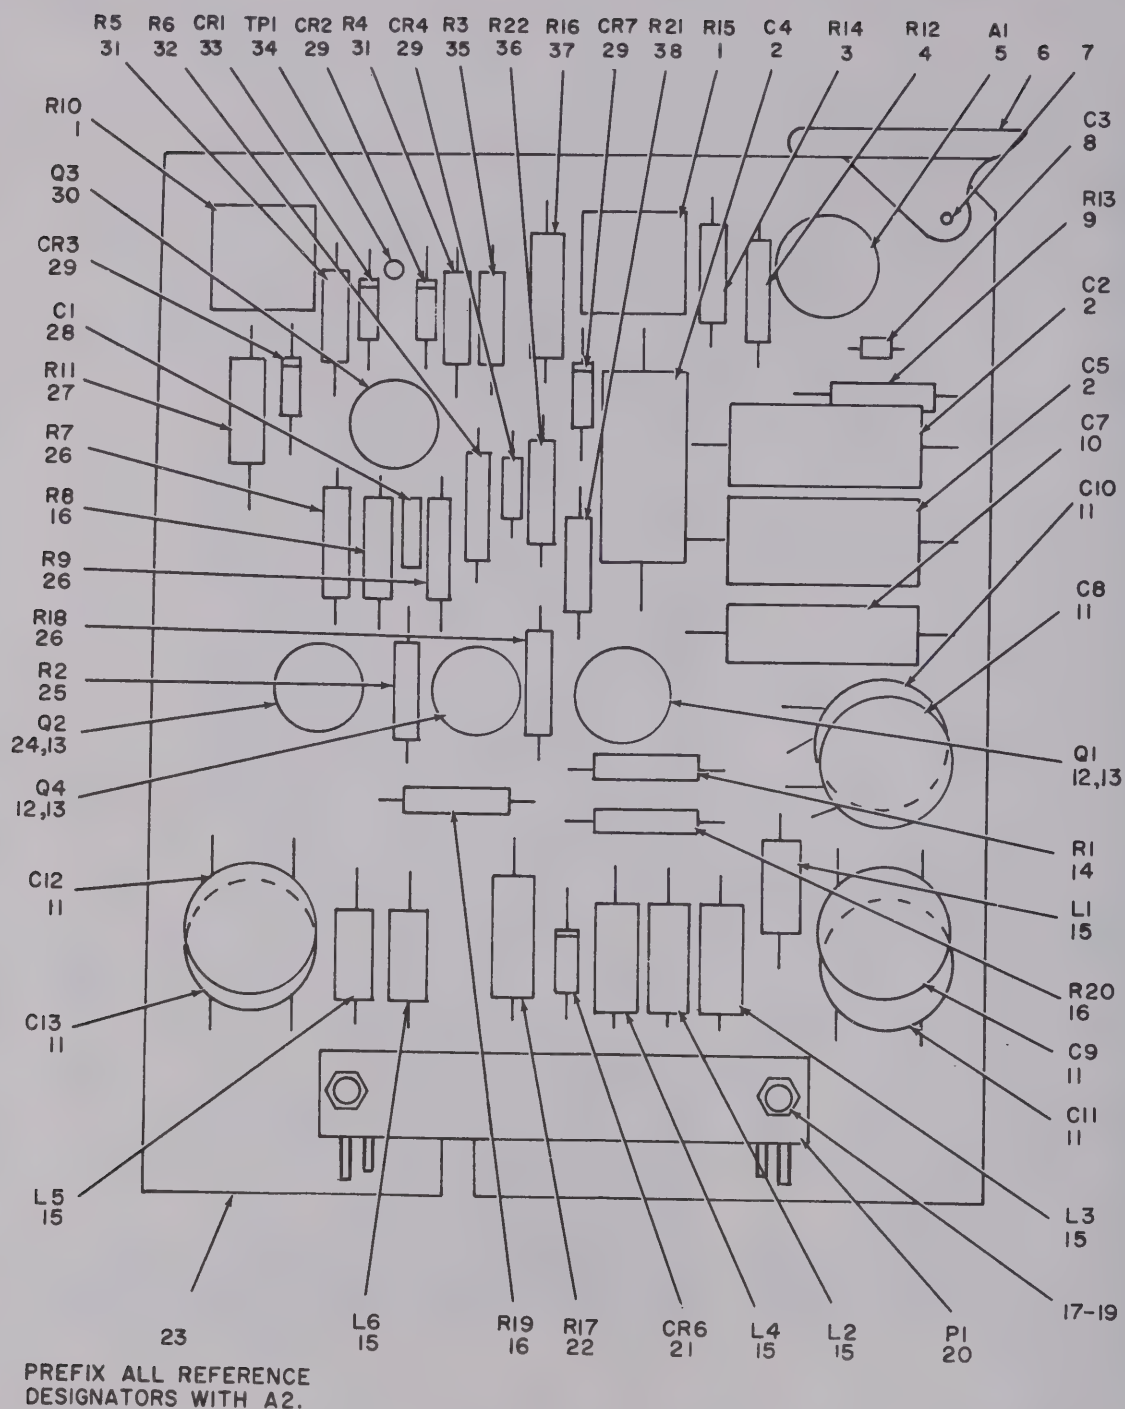 R5 R6 CR1 TP1 CR2 R4 CR4 R3 R22 R16 CR7 R21 R15 C4 R14 R12 A1
31 32 33 34 29 31 29 35 36 37 29 38 1 2 3 4 5 6 7
R10
1
C3
8
Q3
30
R13
9
CR3
29
C2
2
C1
28
C5
2
R11
27
C7
10
R7
26
C10
11
R8
16
C8
11
R9
26
R18
26
R2
25
Q2
24,13
Q1
12,13
Q4
12,13
R1
14
C12
11
L1
15
R20
16
C13
11
C9
11
C11
11
L5
15
L3
15
17-19
23
L6
15
R19
16
R17
22
CR6
21
L4
15
L2
15
P1
20
PREFIX ALL REFERENCE
DESIGNATORS WITH A2.